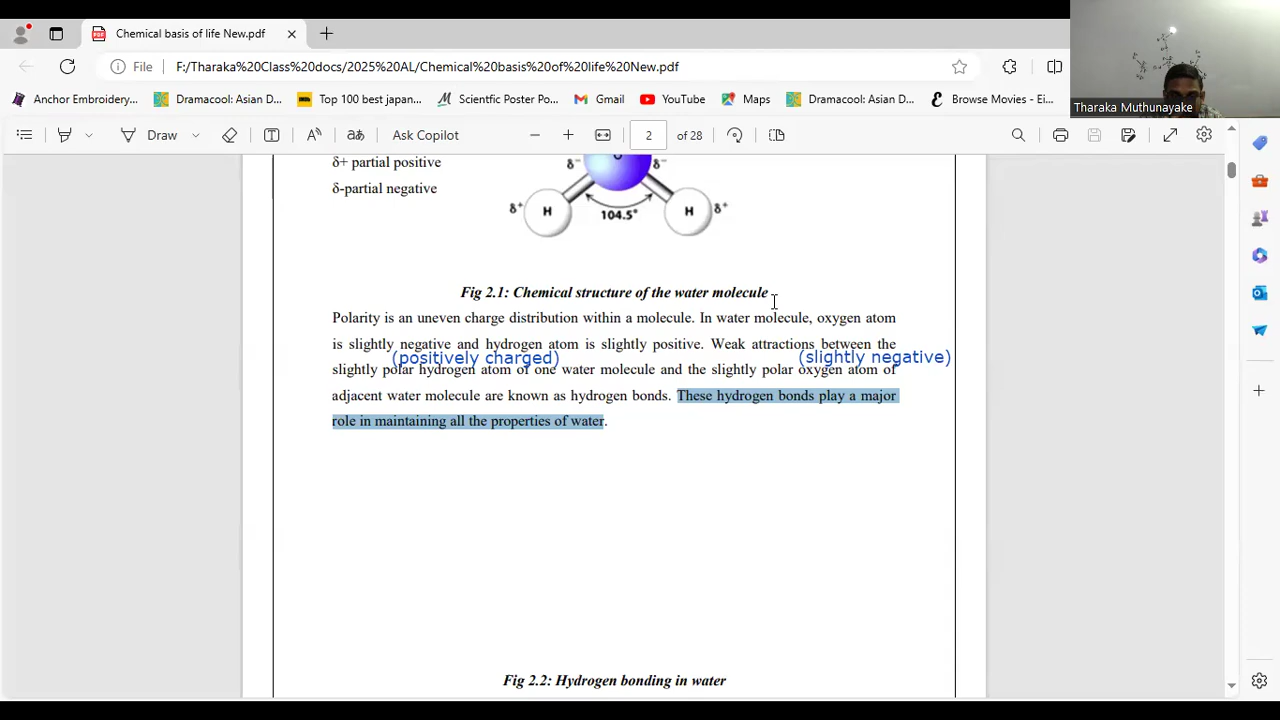 Chemical basis of life New.pdf
File F:/Tharaka%20Class%20docs/2025%20AL/Chemical%20basis%20of%20life%20New.pdf
Anchor Embroidery... Dramacool: Asian D... Top 100 best japan... Scientfic Poster Po... Gmail YouTube Maps Dramacool: Asian D... Browse Movies - Ei...
Tharaka Muthunayake
Draw Ask Copilot 2 of 28
δ+ partial positive
δ-partial negative
δ⁻ δ⁻
δ⁺ H 104.5° H δ⁺
Fig 2.1: Chemical structure of the water molecule
Polarity is an uneven charge distribution within a molecule. In water molecule, oxygen atom
is slightly negative and hydrogen atom is slightly positive. Weak attractions between the
(positively charged) (slightly negative)
slightly polar hydrogen atom of one water molecule and the slightly polar oxygen atom of
adjacent water molecule are known as hydrogen bonds. These hydrogen bonds play a major
role in maintaining all the properties of water.
Fig 2.2: Hydrogen bonding in water